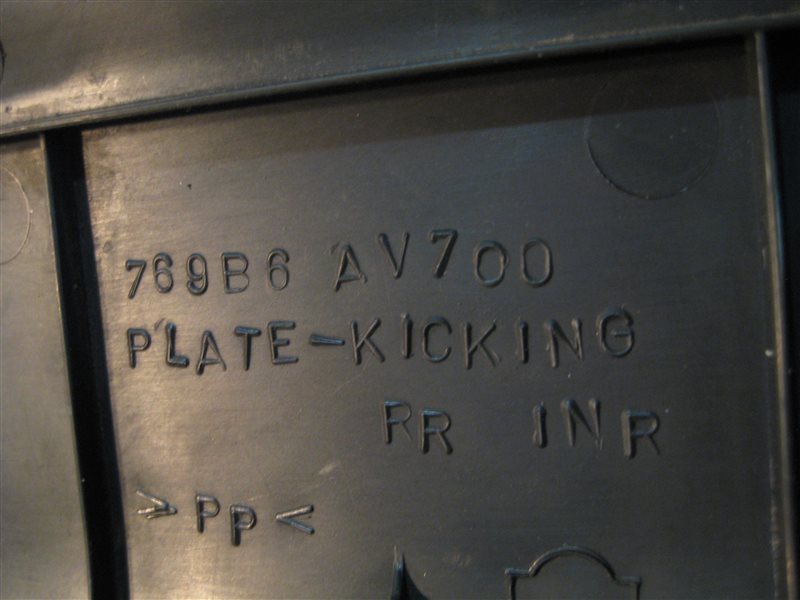 769B6 AV700
PLATE-KICKING
RR INR
>PP<